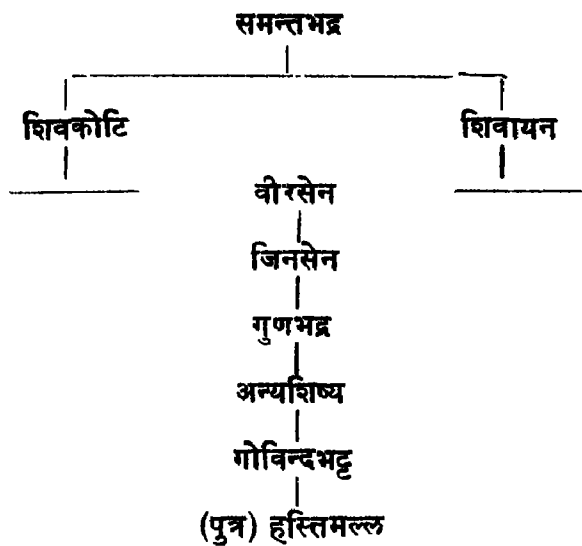 समन्तभद्र
शिवकोटि शिवायन
वीरसेन
जिनसेन
गुणभद्र
अन्यशिष्य
गोविन्दभट्ट
(पुत्र) हस्तिमल्ल